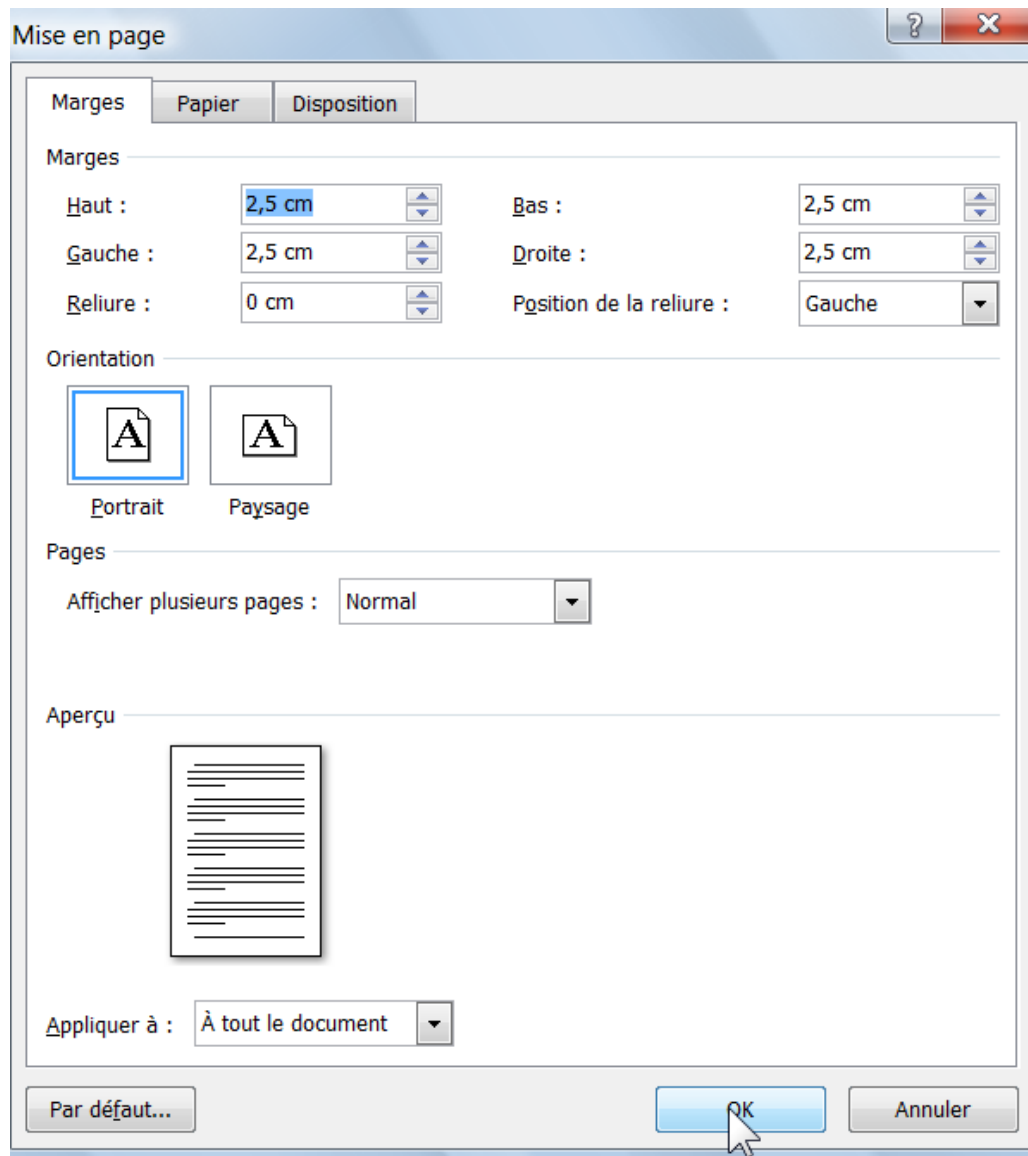 Mise en page
Marges Papier Disposition
Marges
Haut : 2,5 cm Bas : 2,5 cm
Gauche : 2,5 cm Droite : 2,5 cm
Reliure : 0 cm Position de la reliure : Gauche
Orientation
A A
Portrait Paysage
Pages
Afficher plusieurs pages : Normal
Aperçu
Appliquer à : À tout le document
Par défaut... OK Annuler